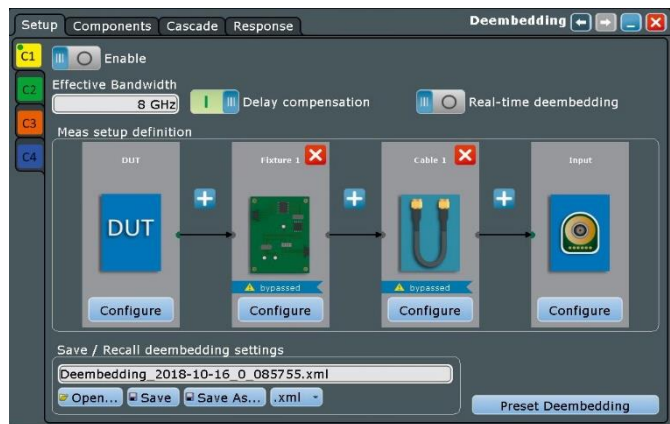 Setup Components Cascade Response Deembedding
C1 Enable
C2 Effective Bandwidth
8 GHz Delay compensation Real-time deembedding
C3 Meas setup definition
C4 DUT Fixture 1 Cable 1 Input
DUT
bypassed bypassed
Configure Configure Configure Configure
Save / Recall deembedding settings
Deembedding_2018-10-16_0_085755.xml
Open... Save Save As... .xml Preset Deembedding